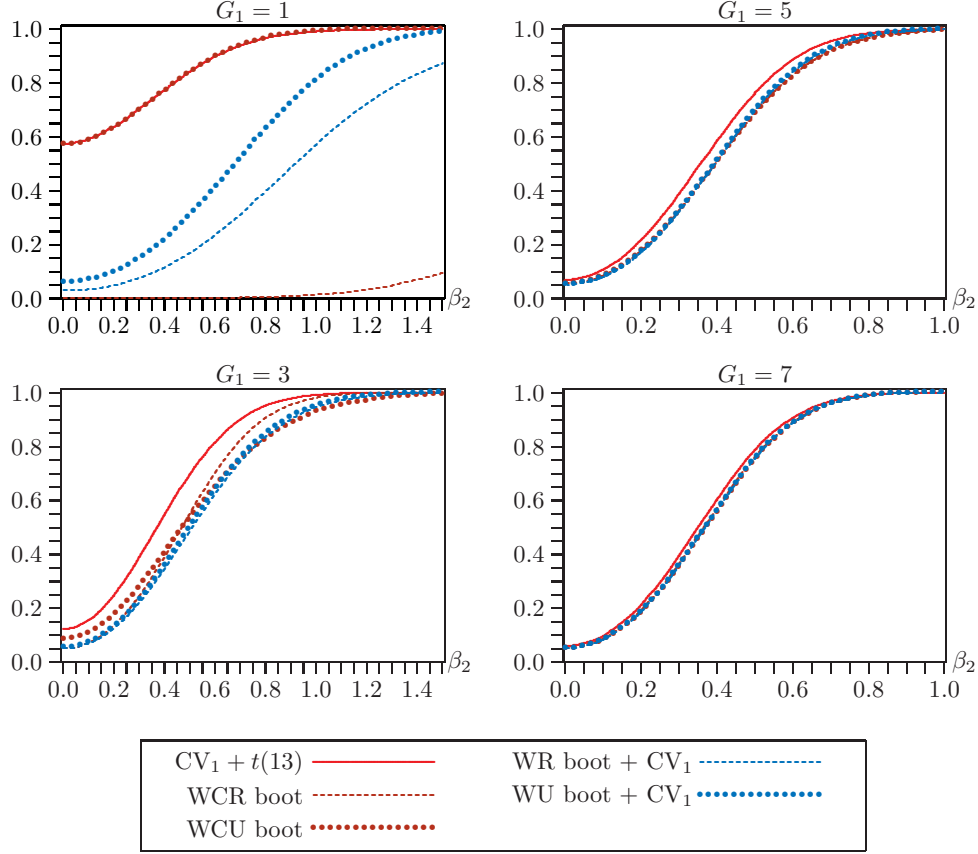 G₁ = 1
1.0
0.8
0.6
0.4
0.2
0.0
0.0 0.2 0.4 0.6 0.8 1.0 1.2 1.4 β₂
G₁ = 5
1.0
0.8
0.6
0.4
0.2
0.0
0.0 0.2 0.4 0.6 0.8 1.0 β₂
G₁ = 3
1.0
0.8
0.6
0.4
0.2
0.0
0.0 0.2 0.4 0.6 0.8 1.0 1.2 1.4 β₂
G₁ = 7
1.0
0.8
0.6
0.4
0.2
0.0
0.0 0.2 0.4 0.6 0.8 1.0 β₂
CV₁ + t(13)
WCR boot
WCU boot
WR boot + CV₁
WU boot + CV₁